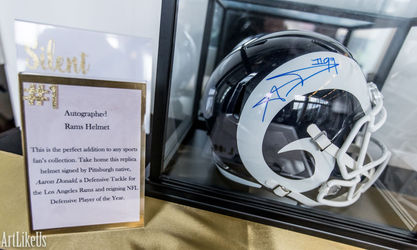 Silent
#1
Autographed
Rams Helmet
This is the perfect addition to any sports
fan's collection. Take home this replica
helmet signed by Pittsburgh native,
Aaron Donald, a Defensive Tackle for
the Los Angeles Rams and reigning NFL
Defensive Player of the Year.
#99
ArtLikeUs